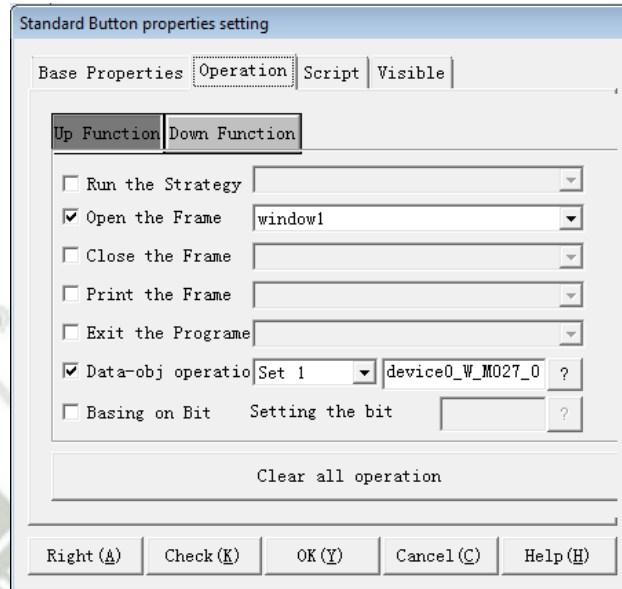 Standard Button properties setting
Base Properties Operation Script Visible
Up Function Down Function
Run the Strategy
Open the Frame window1
Close the Frame
Print the Frame
Exit the Programe
Data-obj operatio Set 1 device0_W_M027_0 ?
Basing on Bit Setting the bit ?
Clear all operation
Right(A) Check(K) OK(Y) Cancel(C) Help(H)